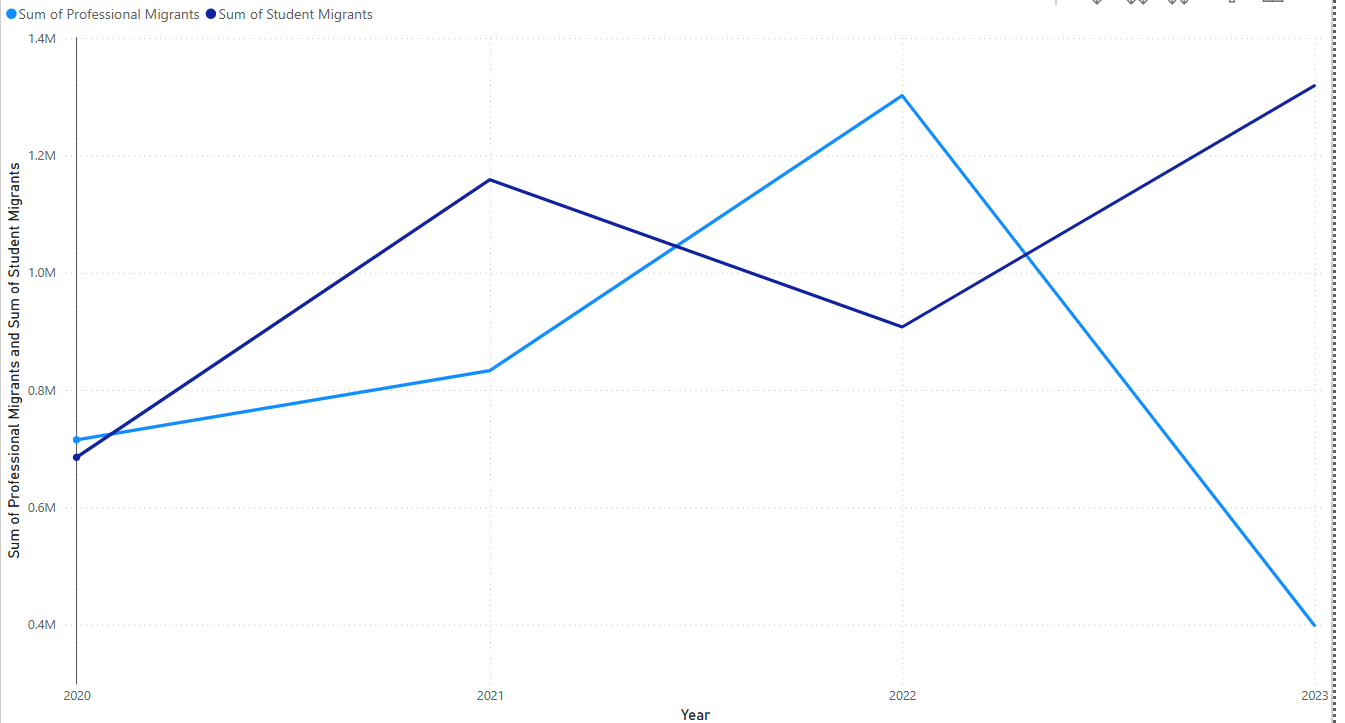 Sum of Professional Migrants Sum of Student Migrants
1.4M
1.2M
1.0M
0.8M
0.6M
0.4M
Sum of Professional Migrants and Sum of Student Migrants
2020 2021 2022 2023
Year